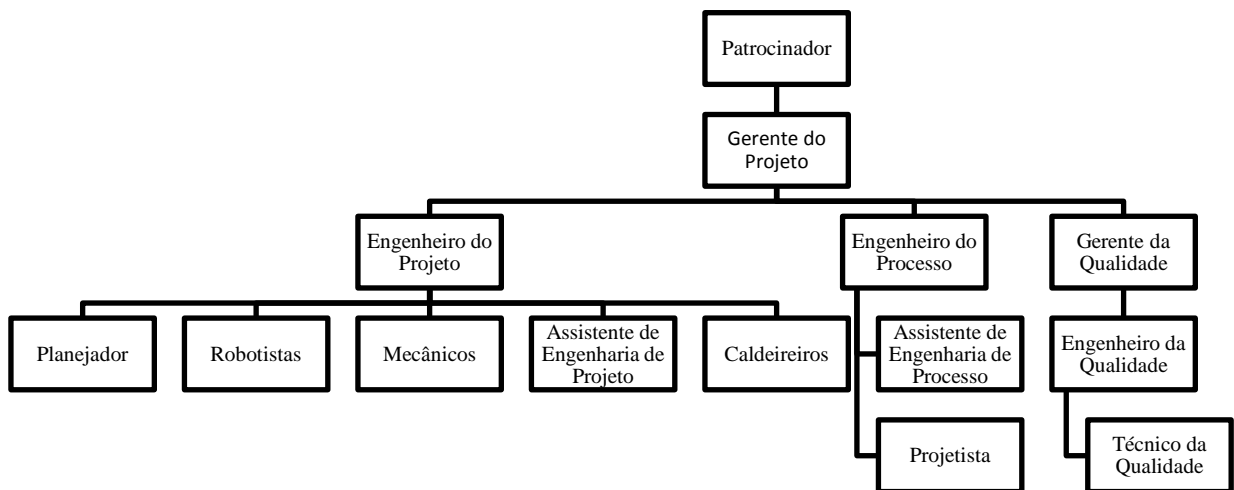 Patrocinador
Gerente do
Projeto
Engenheiro do
Projeto
Engenheiro do
Processo
Gerente da
Qualidade
Planejador
Robotistas
Mecânicos
Assistente de
Engenharia de
Projeto
Caldeireiros
Assistente de
Engenharia de
Processo
Engenheiro da
Qualidade
Projetista
Técnico da
Qualidade